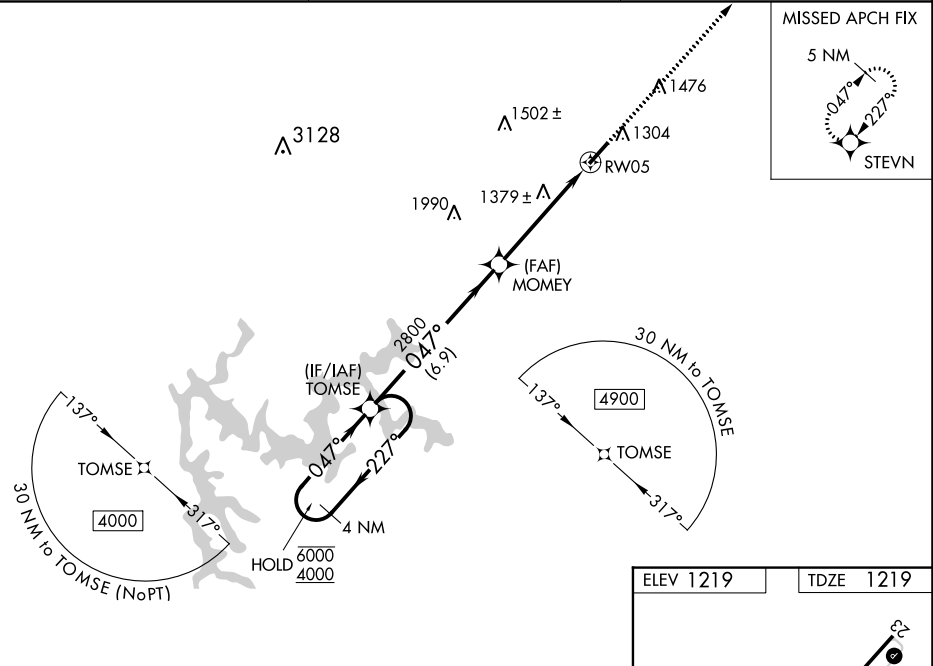 MISSED APCH FIX
5 NM
047°
227°
STEVN
1476
1502 ±
3128
1304
RW05
1379 ±
1990
(FAF)
MOMEY
2800
047°
(6.9)
(IF/IAF)
TOMSE
047°
227°
4 NM
HOLD
6000
4000
137°
TOMSE
317°
4000
30 NM to TOMSE (NoPT)
30 NM to TOMSE
137°
4900
TOMSE
317°
ELEV 1219
TDZE 1219
23
P